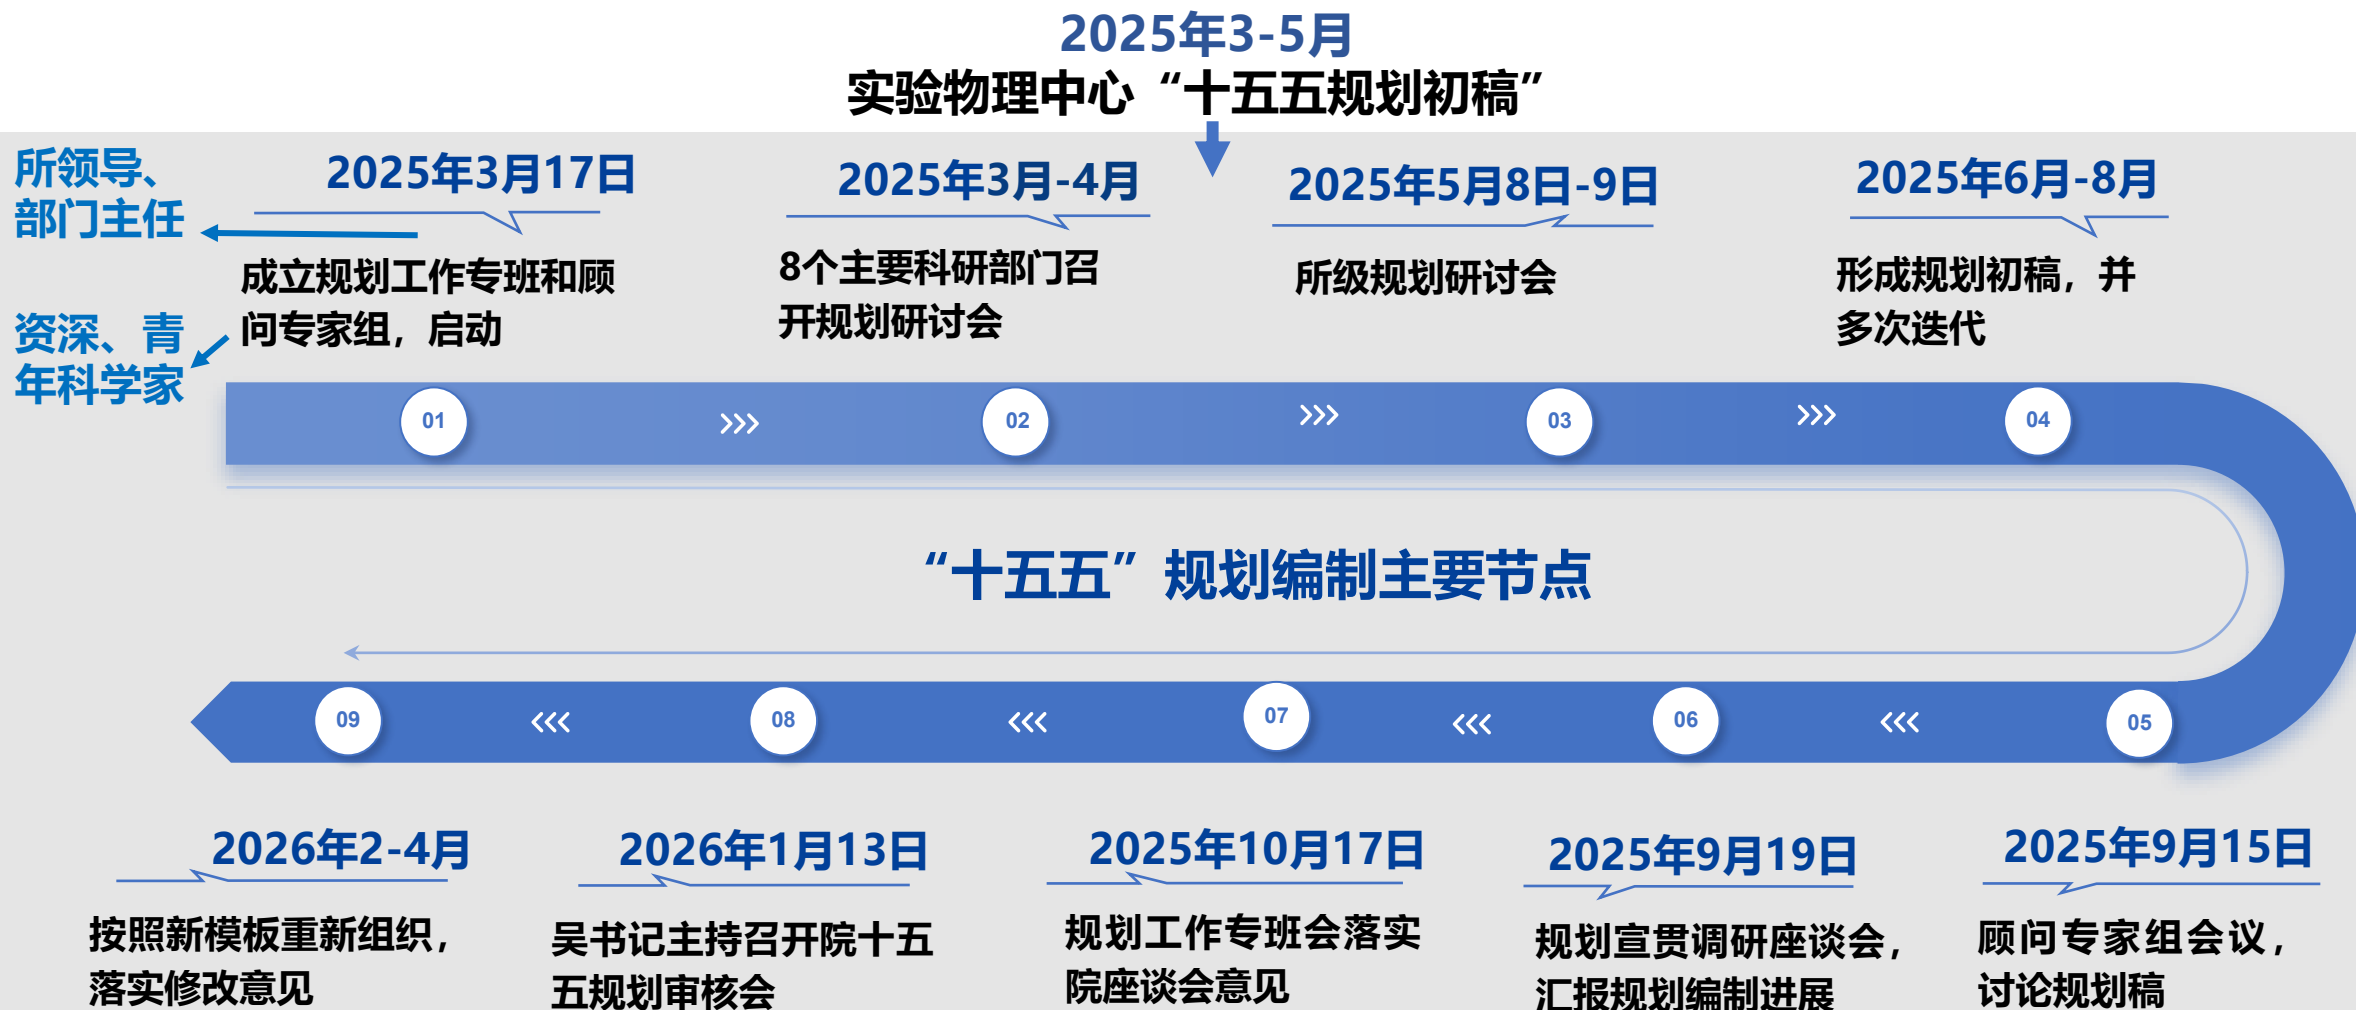 2025年3-5月
实验物理中心“十五五规划初稿”
所领导、
部门主任
资深、青
年科学家
2025年3月17日
成立规划工作专班和顾
问专家组，启动
2025年3月-4月
8个主要科研部门召
开规划研讨会
2025年5月8日-9日
所级规划研讨会
2025年6月-8月
形成规划初稿，并
多次迭代
01
02
03
04
“十五五”规划编制主要节点
09
08
07
06
05
2026年2-4月
按照新模板重新组织，
落实修改意见
2026年1月13日
吴书记主持召开院十五
五规划审核会
2025年10月17日
规划工作专班会落实
院座谈会意见
2025年9月19日
规划宣贯调研座谈会，
汇报规划编制进展
2025年9月15日
顾问专家组会议，
讨论规划稿